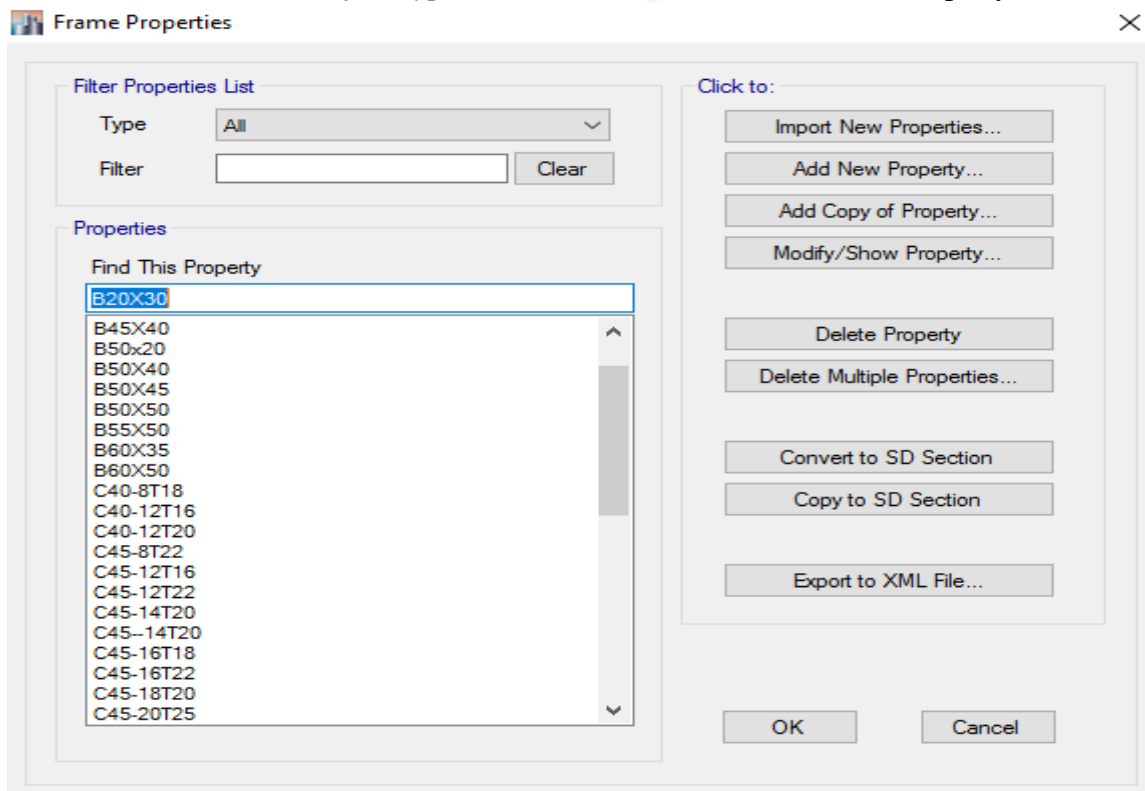 Frame Properties
Filter Properties List
Type All
Filter Clear
Properties
Find This Property
B20X30
B45X40
B50x20
B50X40
B50X45
B50X50
B55X50
B60X35
B60X50
C40-8T18
C40-12T16
C40-12T20
C45-8T22
C45-12T16
C45-12T22
C45-14T20
C45--14T20
C45-16T18
C45-16T22
C45-18T20
C45-20T25
Click to:
Import New Properties...
Add New Property...
Add Copy of Property...
Modify/Show Property...
Delete Property
Delete Multiple Properties...
Convert to SD Section
Copy to SD Section
Export to XML File...
OK Cancel